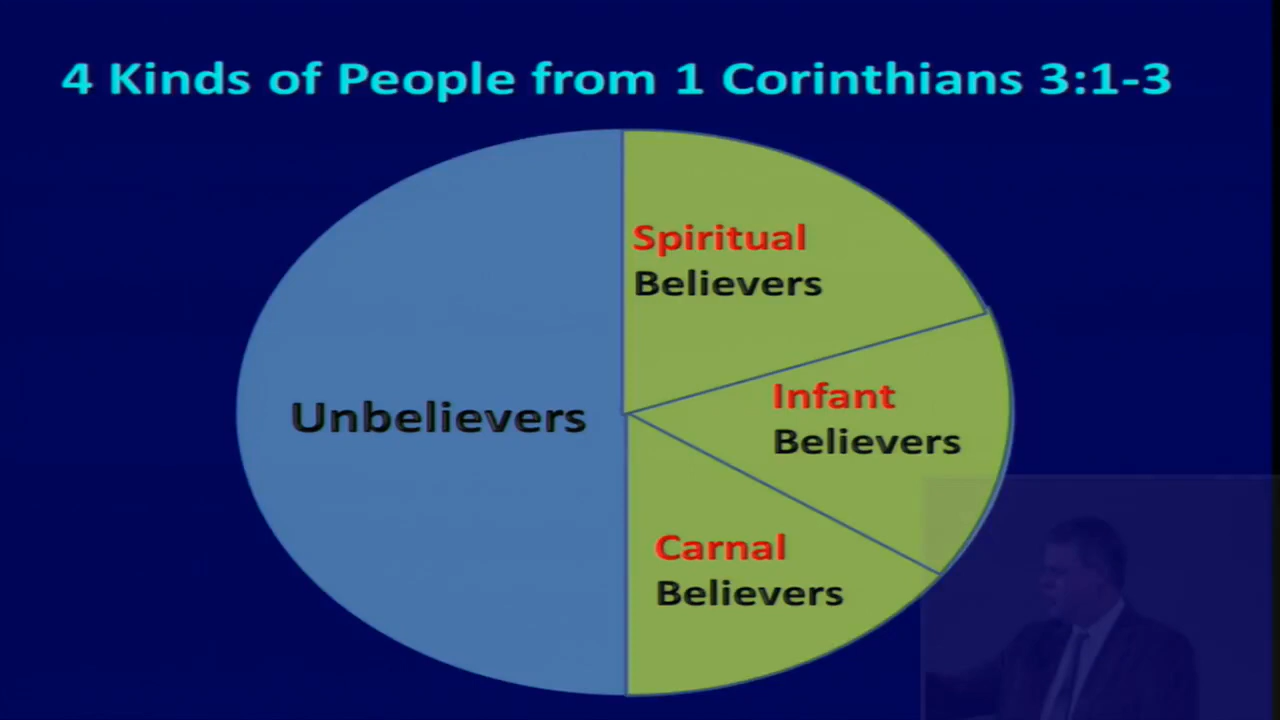 4 Kinds of People from 1 Corinthians 3:1-3
Spiritual
Believers
Unbelievers
Infant
Believers
Carnal
Believers